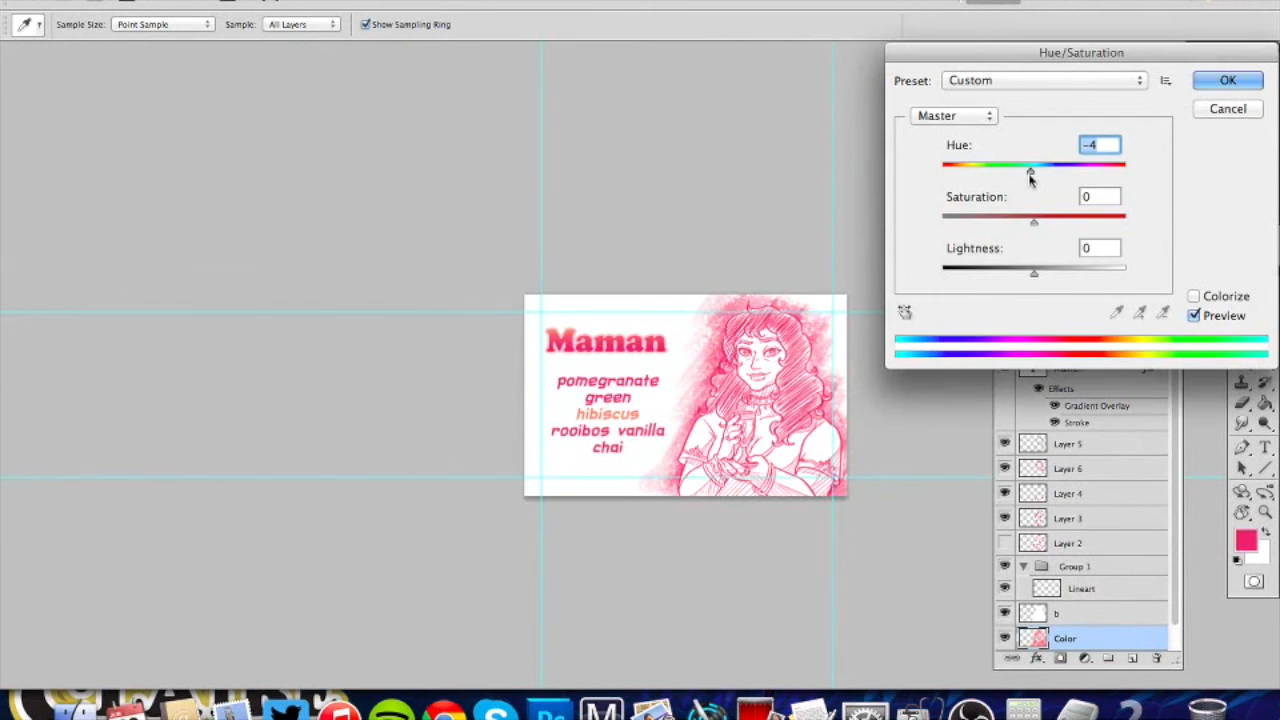 Sample Size: Point Sample Sample: All Layers Show Sampling Ring
Hue/Saturation
Preset: Custom OK
Cancel
Master
Hue: -4
Saturation: 0
Lightness: 0
Colorize
Preview
Maman
pomegranate
green
hibiscus
rooibos vanilla
chai
Effects
Gradient Overlay
Stroke
Layer 5
Layer 6
Layer 4
Layer 3
Layer 2
Group 1
Lineart
b
Color
fx
Ps